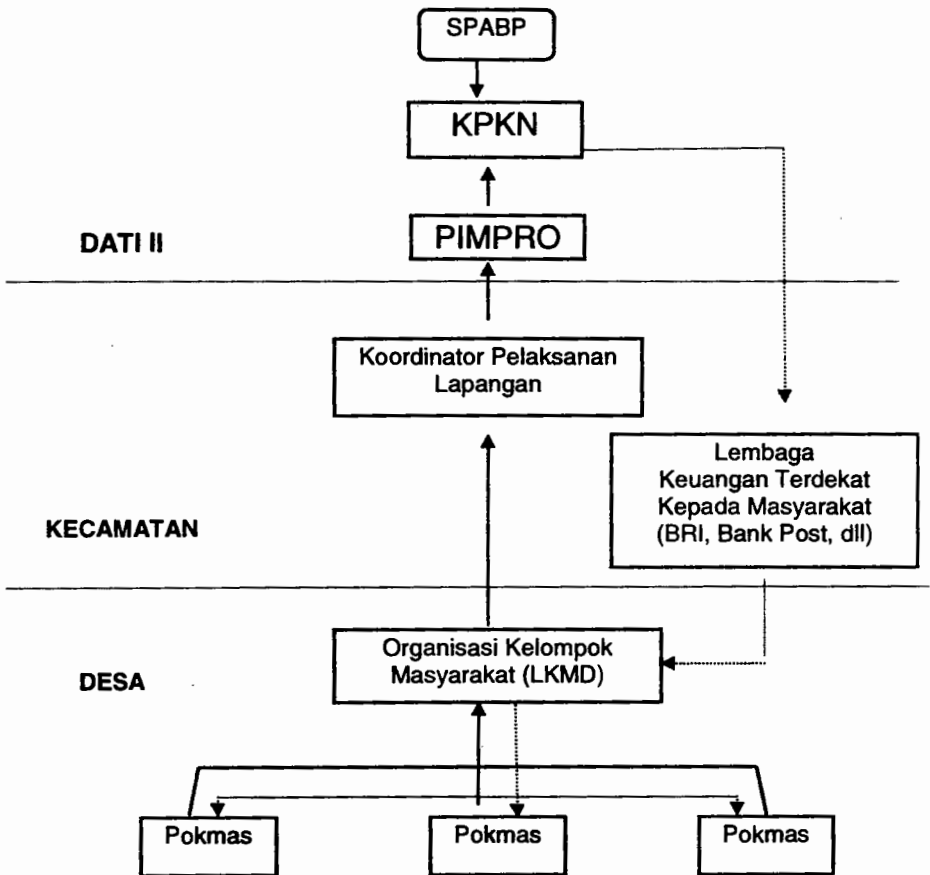 SPABP
KPKN
DATI II
PIMPRO
Koordinator Pelaksanan
Lapangan
Lembaga
Keuangan Terdekat
Kepada Masyarakat
(BRI, Bank Post, dll)
KECAMATAN
Organisasi Kelompok
Masyarakat (LKMD)
DESA
Pokmas
Pokmas
Pokmas